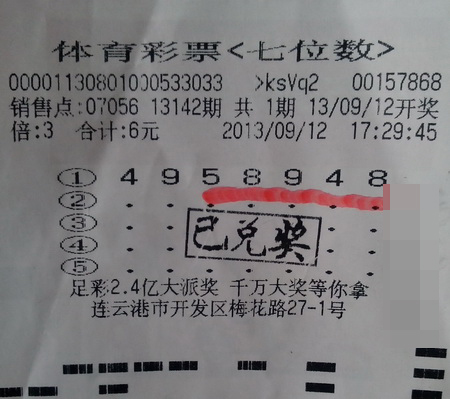 体育彩票<七位数>
00001130801000533033 >ksVq2 00157868
销售点:07056 13142期 共1期 13/09/12开奖
倍:3 合计:6元 2013/09/12 17:29:45
① 4 9 5 8 9 4 8
② . . . . . . .
③ . .
④ . .
⑤ . .
已兑奖
足彩2.4亿大派奖 千万大奖等你拿
连云港市开发区梅花路27-1号